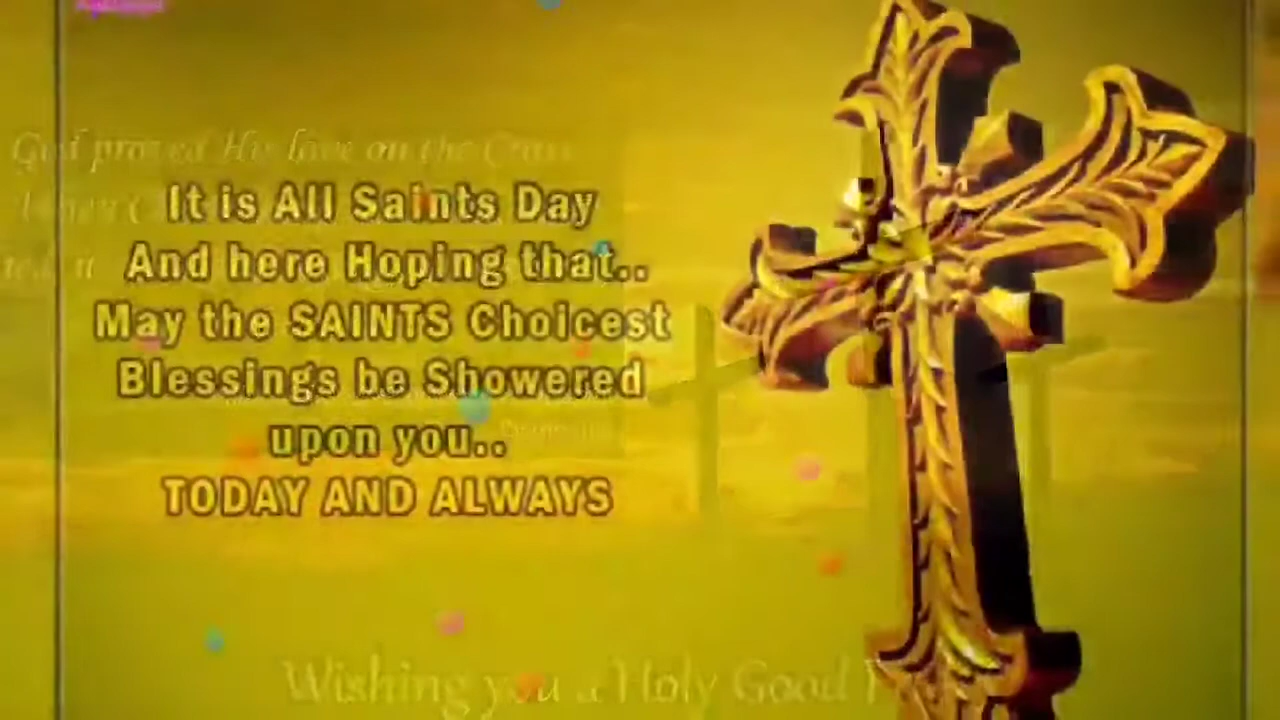 God proved His love on the Cross
It is All Saints Day
And here Hoping that..
May the SAINTS Choicest
Blessings be Showered
upon you..
TODAY AND ALWAYS
Wishing you a Holy Good